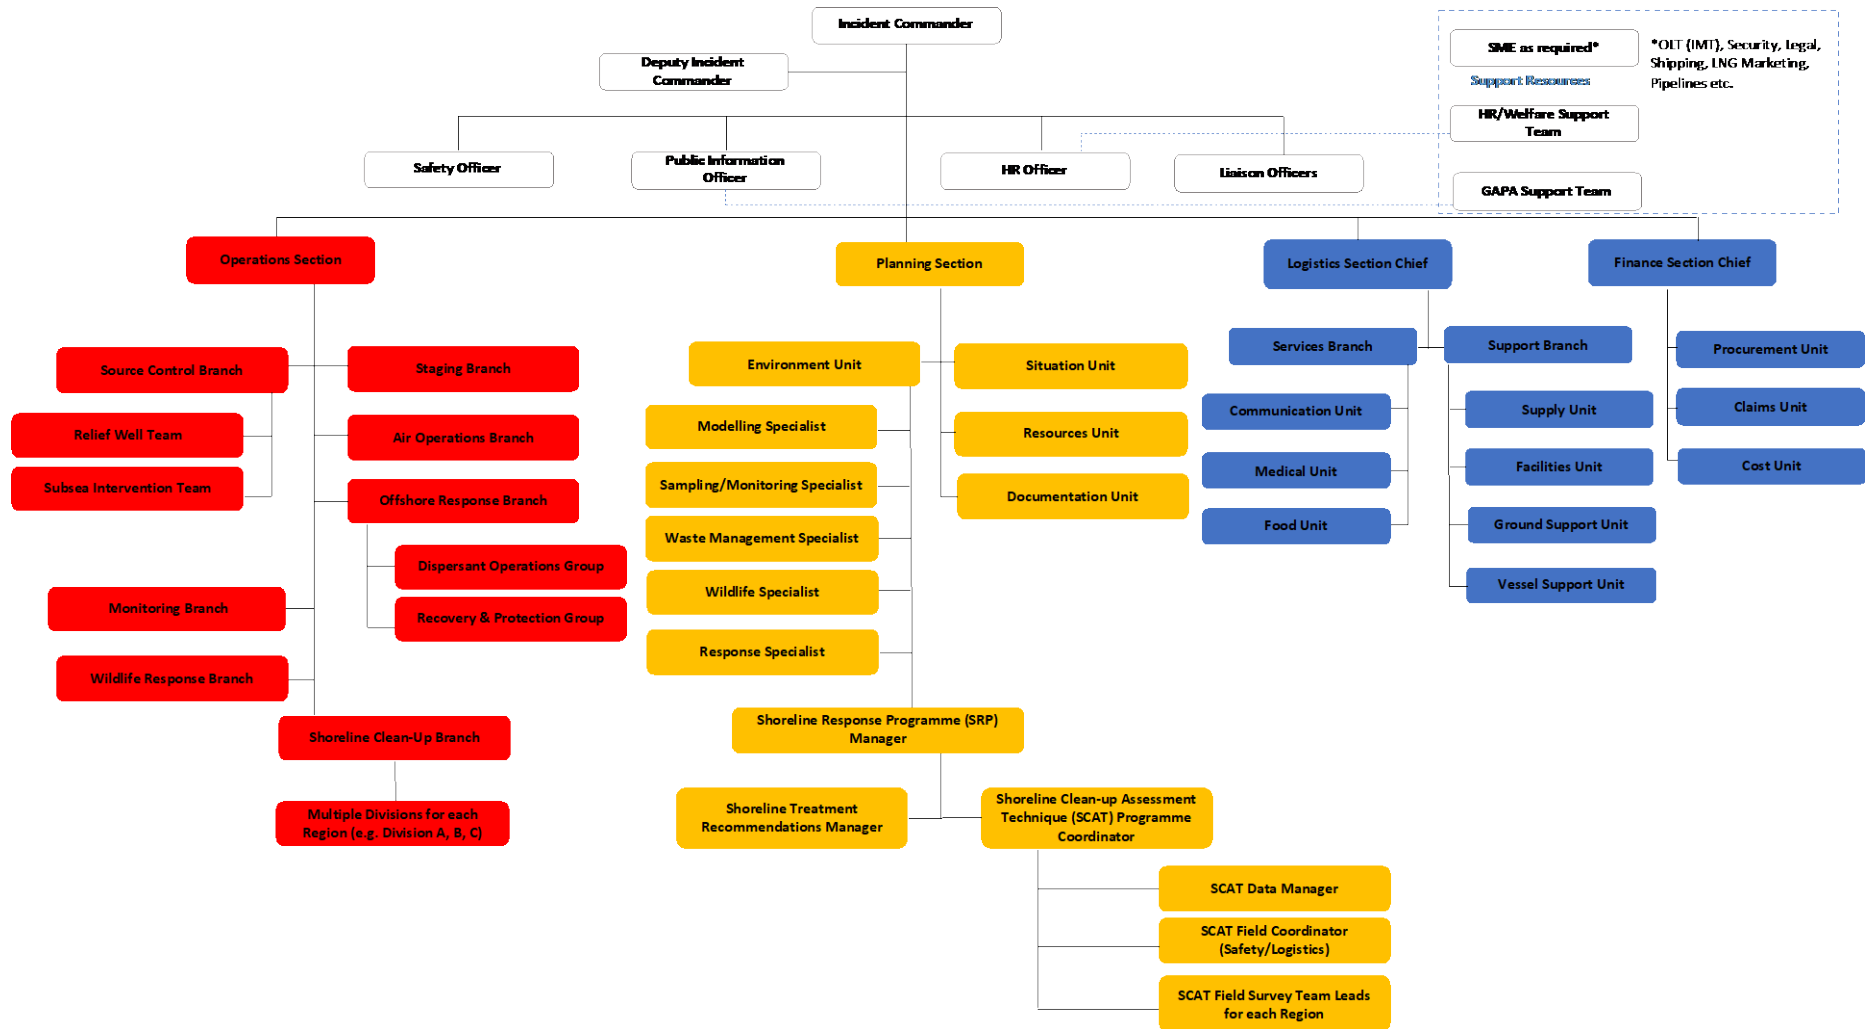 Incident Commander
Deputy Incident
Commander
SME as required*
*OLT (IMT), Security, Legal,
Shipping, LNG Marketing,
Pipelines etc.
Support Resources
HR/Welfare Support
Team
GAPA Support Team
Safety Officer
Public Information
Officer
HR Officer
Liaison Officers
Operations Section
Planning Section
Logistics Section Chief
Finance Section Chief
Source Control Branch
Staging Branch
Relief Well Team
Air Operations Branch
Subsea Intervention Team
Offshore Response Branch
Dispersant Operations Group
Monitoring Branch
Recovery & Protection Group
Wildlife Response Branch
Shoreline Clean-Up Branch
Multiple Divisions for each
Region (e.g. Division A, B, C)
Environment Unit
Situation Unit
Modelling Specialist
Resources Unit
Sampling/Monitoring Specialist
Documentation Unit
Waste Management Specialist
Wildlife Specialist
Response Specialist
Shoreline Response Programme (SRP)
Manager
Shoreline Treatment
Recommendations Manager
Shoreline Clean-up Assessment
Technique (SCAT) Programme
Coordinator
SCAT Data Manager
SCAT Field Coordinator
(Safety/Logistics)
SCAT Field Survey Team Leads
for each Region
Services Branch
Support Branch
Communication Unit
Supply Unit
Medical Unit
Facilities Unit
Food Unit
Ground Support Unit
Vessel Support Unit
Procurement Unit
Claims Unit
Cost Unit